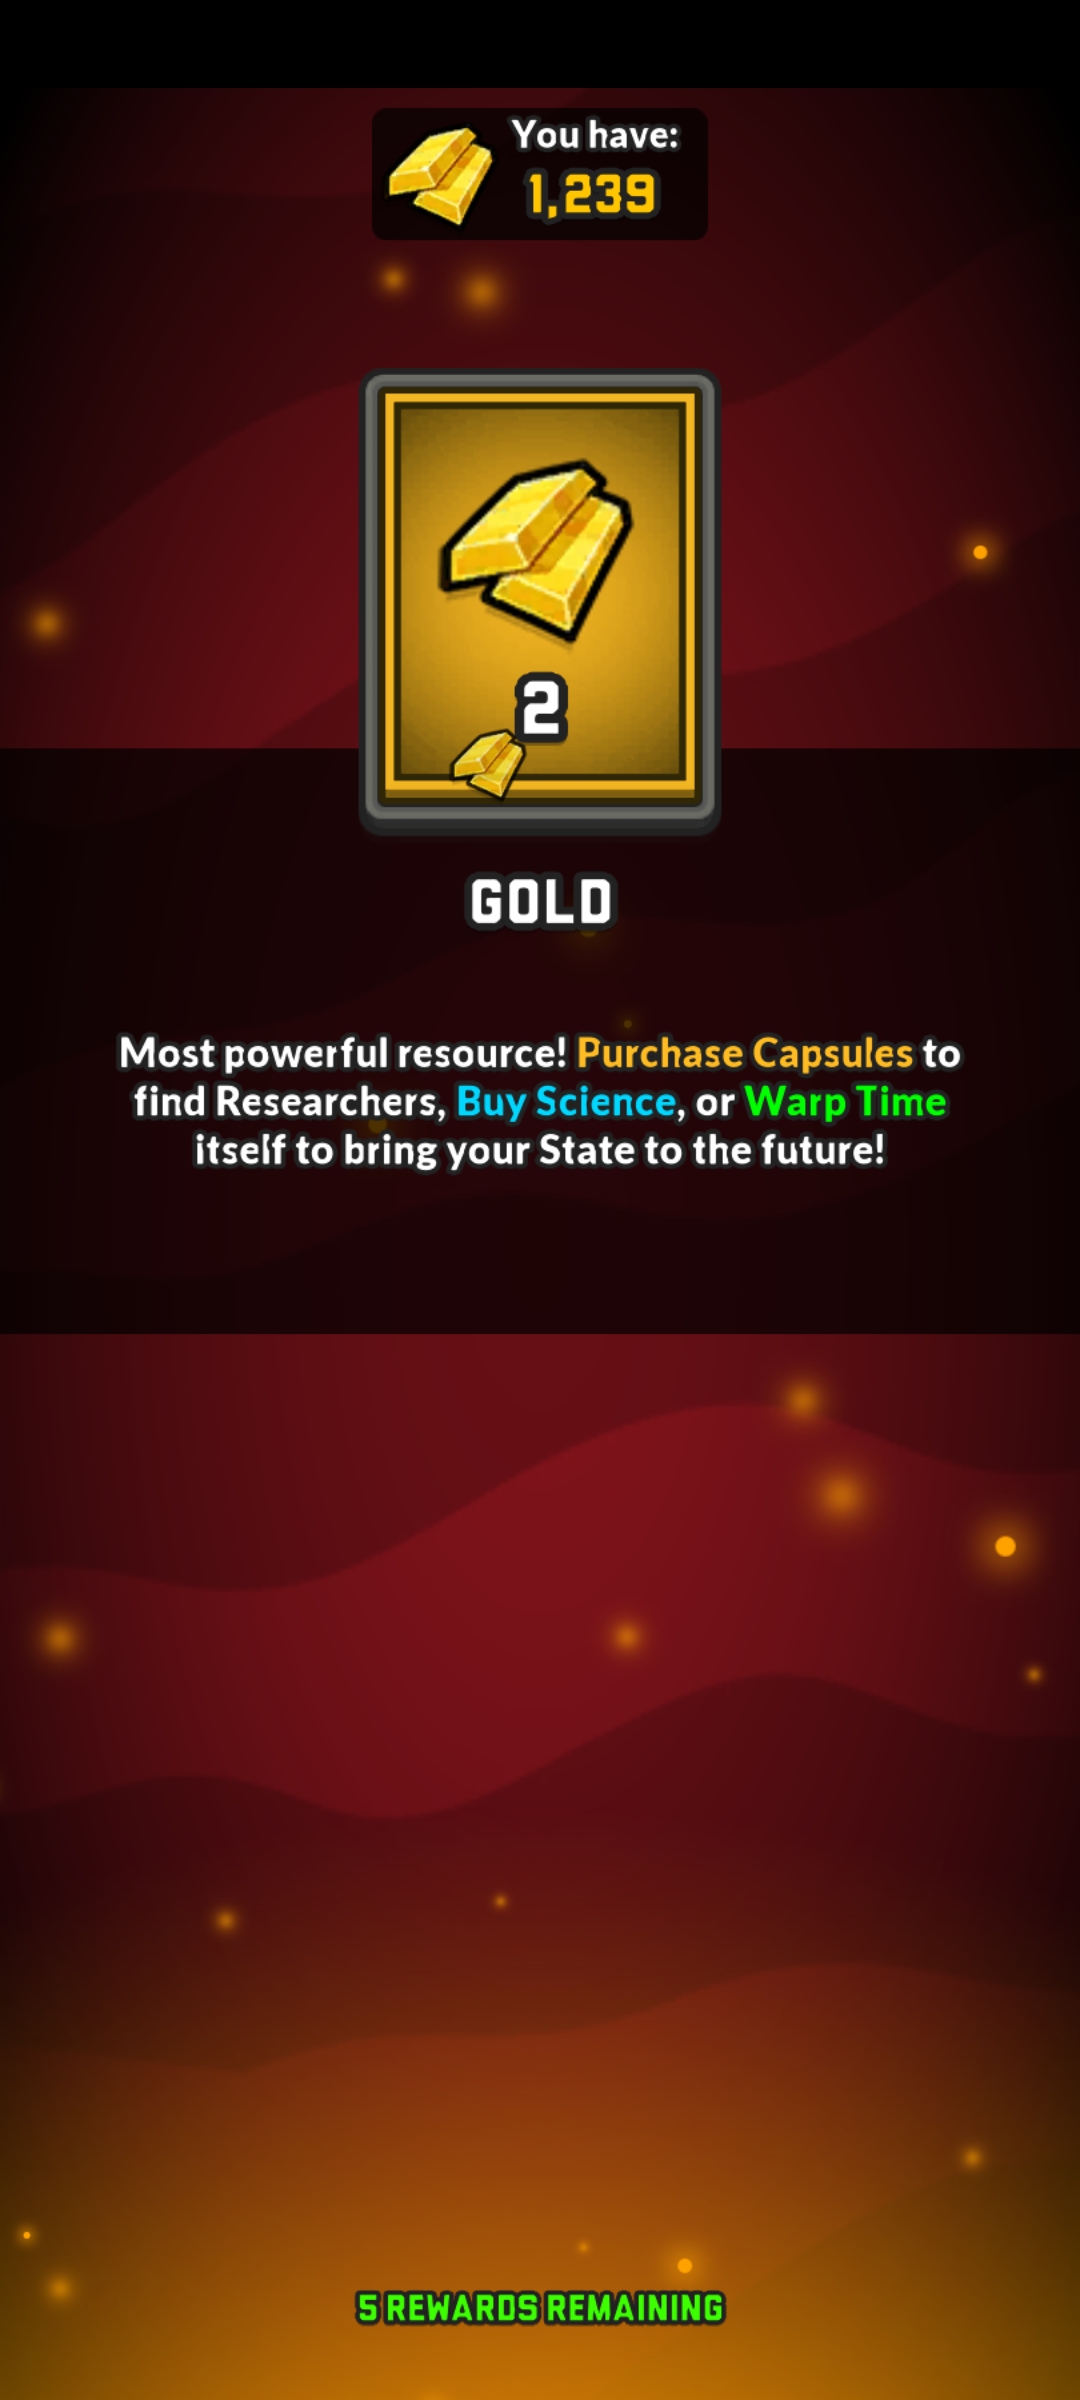 You have:
1,239
2
GOLD
Most powerful resource! Purchase Capsules to
find Researchers, Buy Science, or Warp Time
itself to bring your State to the future!
5 REWARDS REMAINING